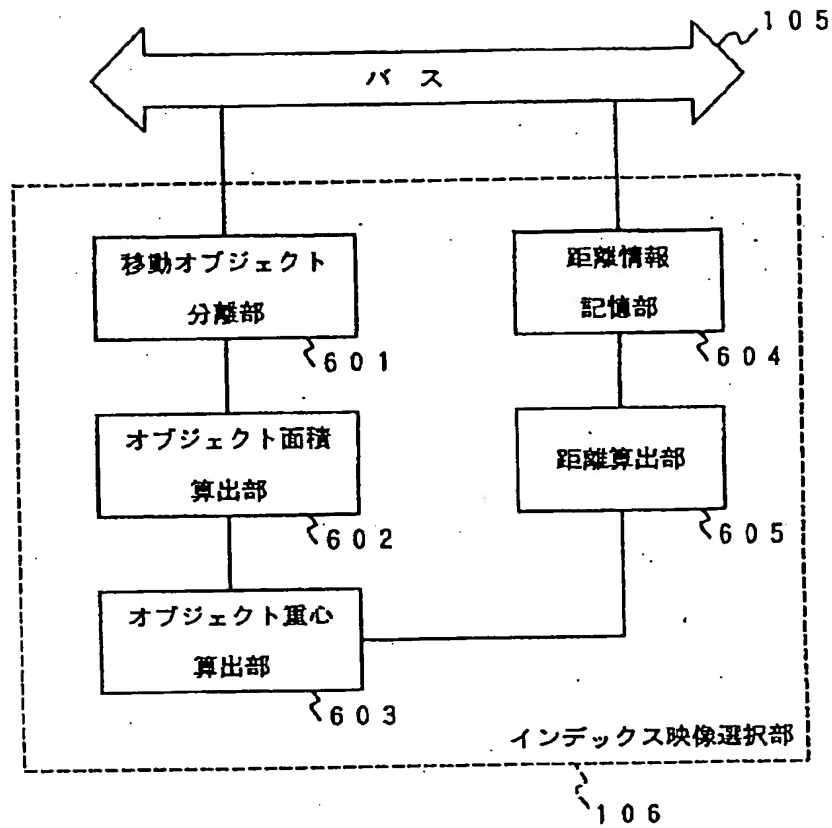 １０５
バス
移動オブジェクト
分離部
６０１
オブジェクト面積
算出部
６０２
オブジェクト重心
算出部
６０３
距離情報
記憶部
６０４
距離算出部
６０５
インデックス映像選択部
１０６